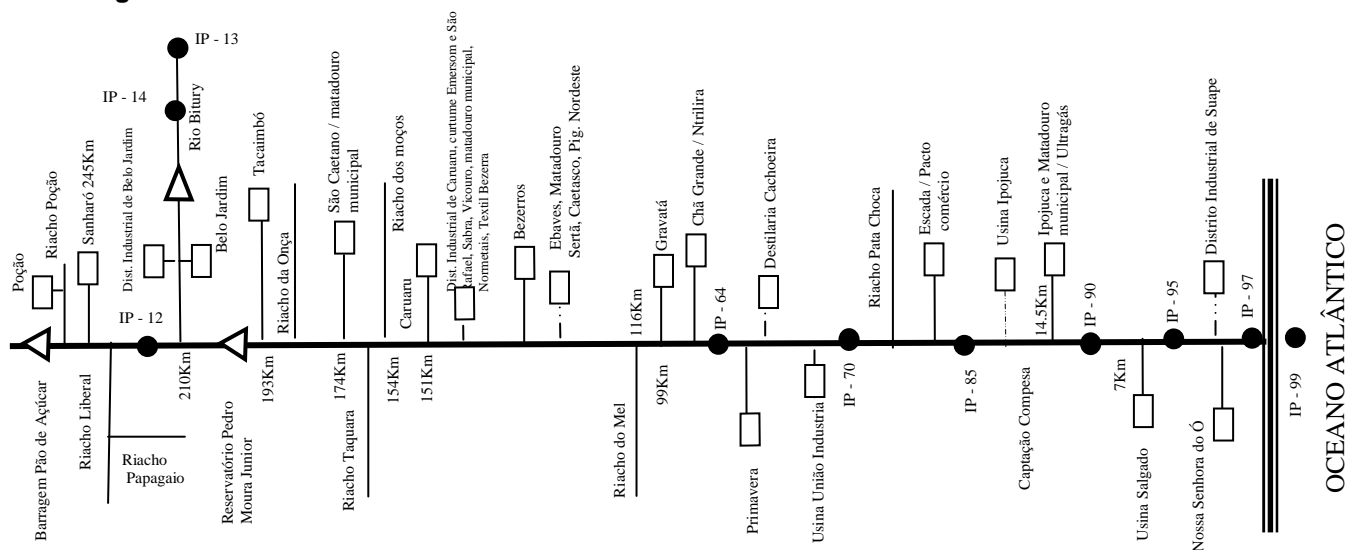 IP - 13
IP - 14
Rio Bitury
Poção
Riacho Poção
Sanharó 245Km
Dist. Industrial de Belo Jardim
Belo Jardim
Tacaimbó
Riacho da Onça
São Caetano / matadouro
municipal
Riacho dos moços
Caruaru
Dist. Industrial de Caruaru, curtume Emersom e São
Rafael, Sabra, Vicouro, matadouro municipal,
Normetais, Textil Bezerra
Bezerros
Ebaves, Matadouro
Sertã, Caetasco, Pig. Nordeste
116Km
Gravatá
Chã Grande / Ntrilira
IP - 64
Destilaria Cachoeira
Riacho Pata Choca
Escada / Pacto
comércio
Usina Ipojuca
14.5Km
Ipojuca e Matadouro
municipal / Ultragás
IP - 90
IP - 95
Distrito Industrial de Suape
IP - 97
IP - 12
Barragem Pão de Açúcar
Riacho Liberal
Riacho
Papagaio
210Km
Reservatório Pedro
Moura Junior
193Km
174Km
Riacho Taquara
154Km
151Km
Riacho do Mel
99Km
Primavera
Usina União Industria
IP - 70
IP - 85
Captação Compesa
7Km
Usina Salgado
Nossa Senhora do Ó
IP - 99
OCEANO ATLÂNTICO